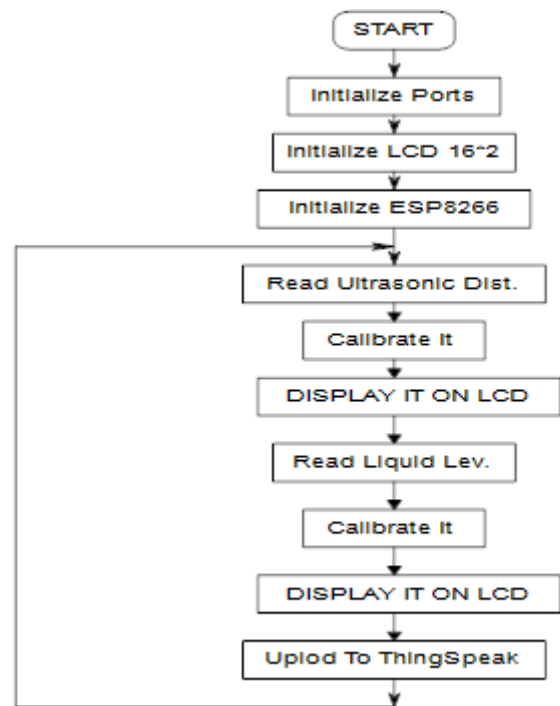 START
Initialize Ports
Initialize LCD 16~2
Initialize ESP8266
Read Ultrasonic Dist.
Calibrate It
DISPLAY IT ON LCD
Read Liquid Lev.
Calibrate It
DISPLAY IT ON LCD
Uplod To ThingSpeak